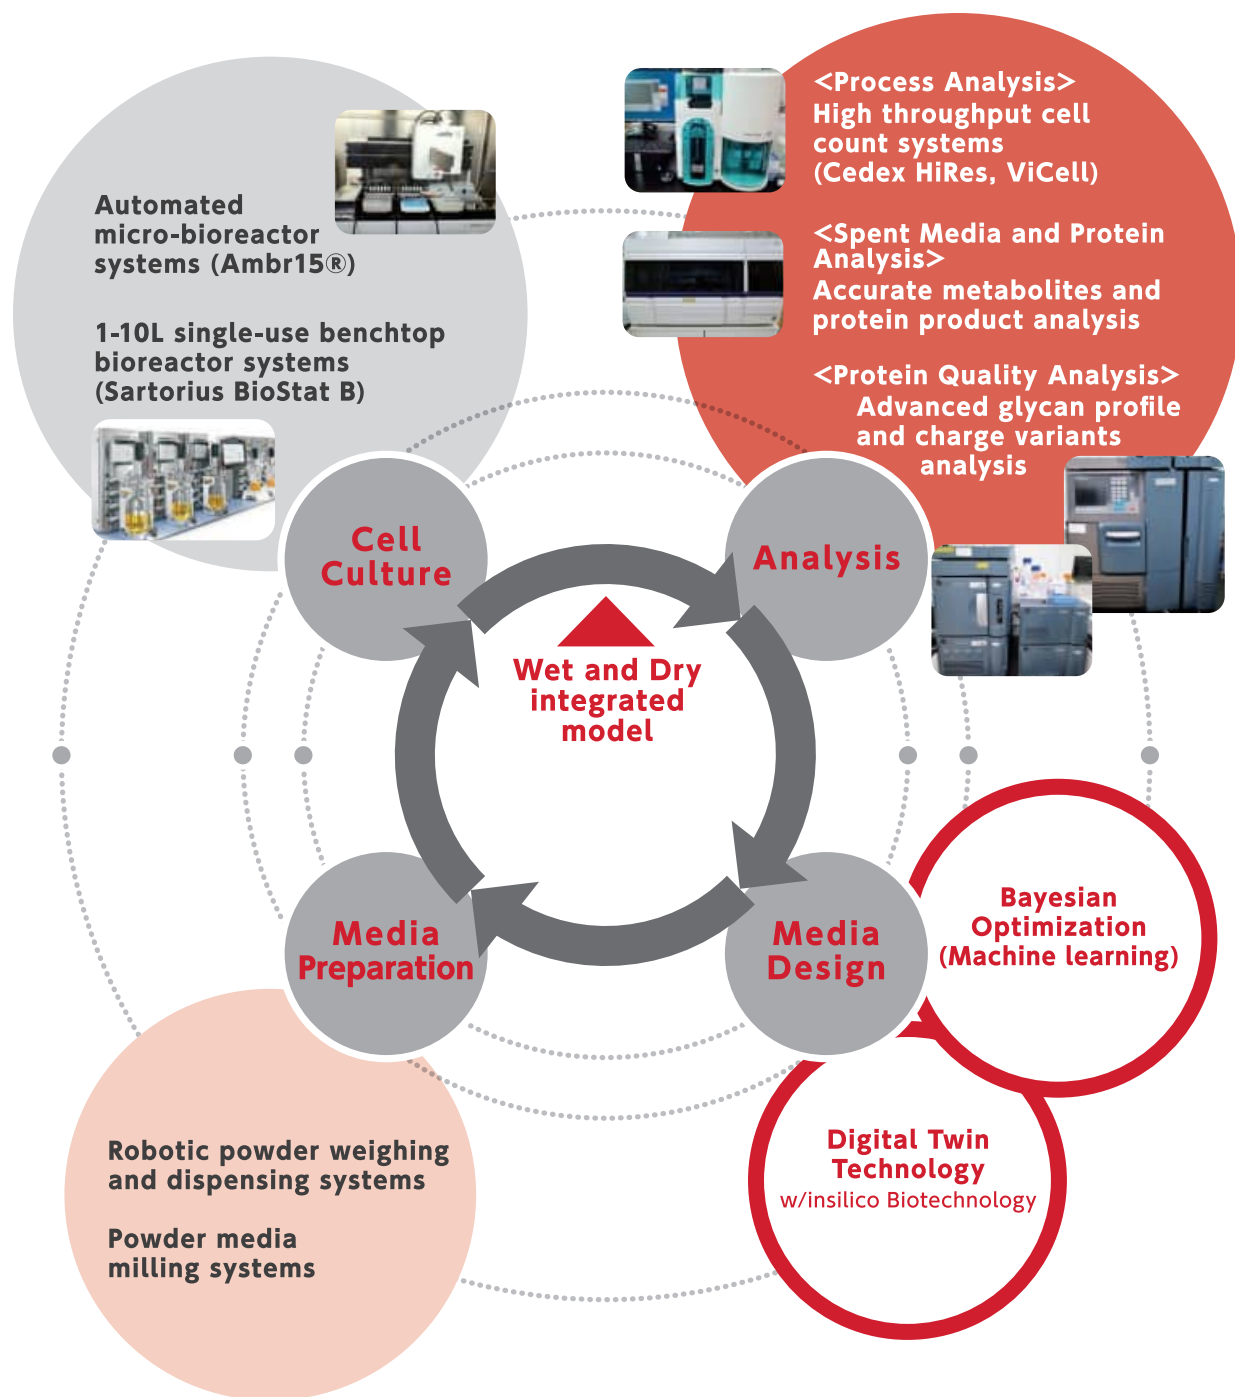 Automated
micro-bioreactor
systems (Ambr15®)
1-10L single-use benchtop
bioreactor systems
(Sartorius BioStat B)
<Process Analysis>
High throughput cell
count systems
(Cedex HiRes, ViCell)
<Spent Media and Protein
Analysis>
Accurate metabolites and
protein product analysis
<Protein Quality Analysis>
Advanced glycan profile
and charge variants
analysis
Cell
Culture
Analysis
Wet and Dry
integrated
model
Media
Preparation
Media
Design
Bayesian
Optimization
(Machine learning)
Digital Twin
Technology
w/insilico Biotechnology
Robotic powder weighing
and dispensing systems
Powder media
milling systems